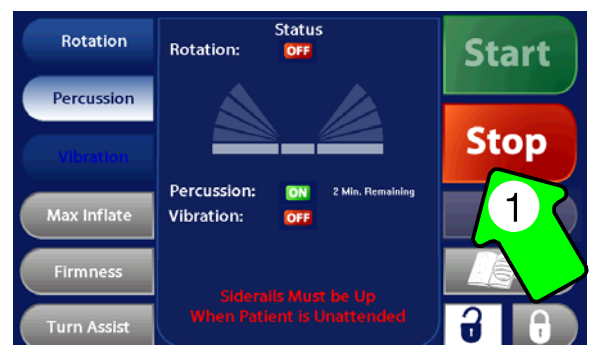 Rotation
Percussion
Vibration
Max Inflate
Firmness
Turn Assist
Status
Rotation: OFF
Percussion: ON 2 Min. Remaining
Vibration: OFF
Siderails Must be Up
When Patient is Unattended
Start
Stop
1